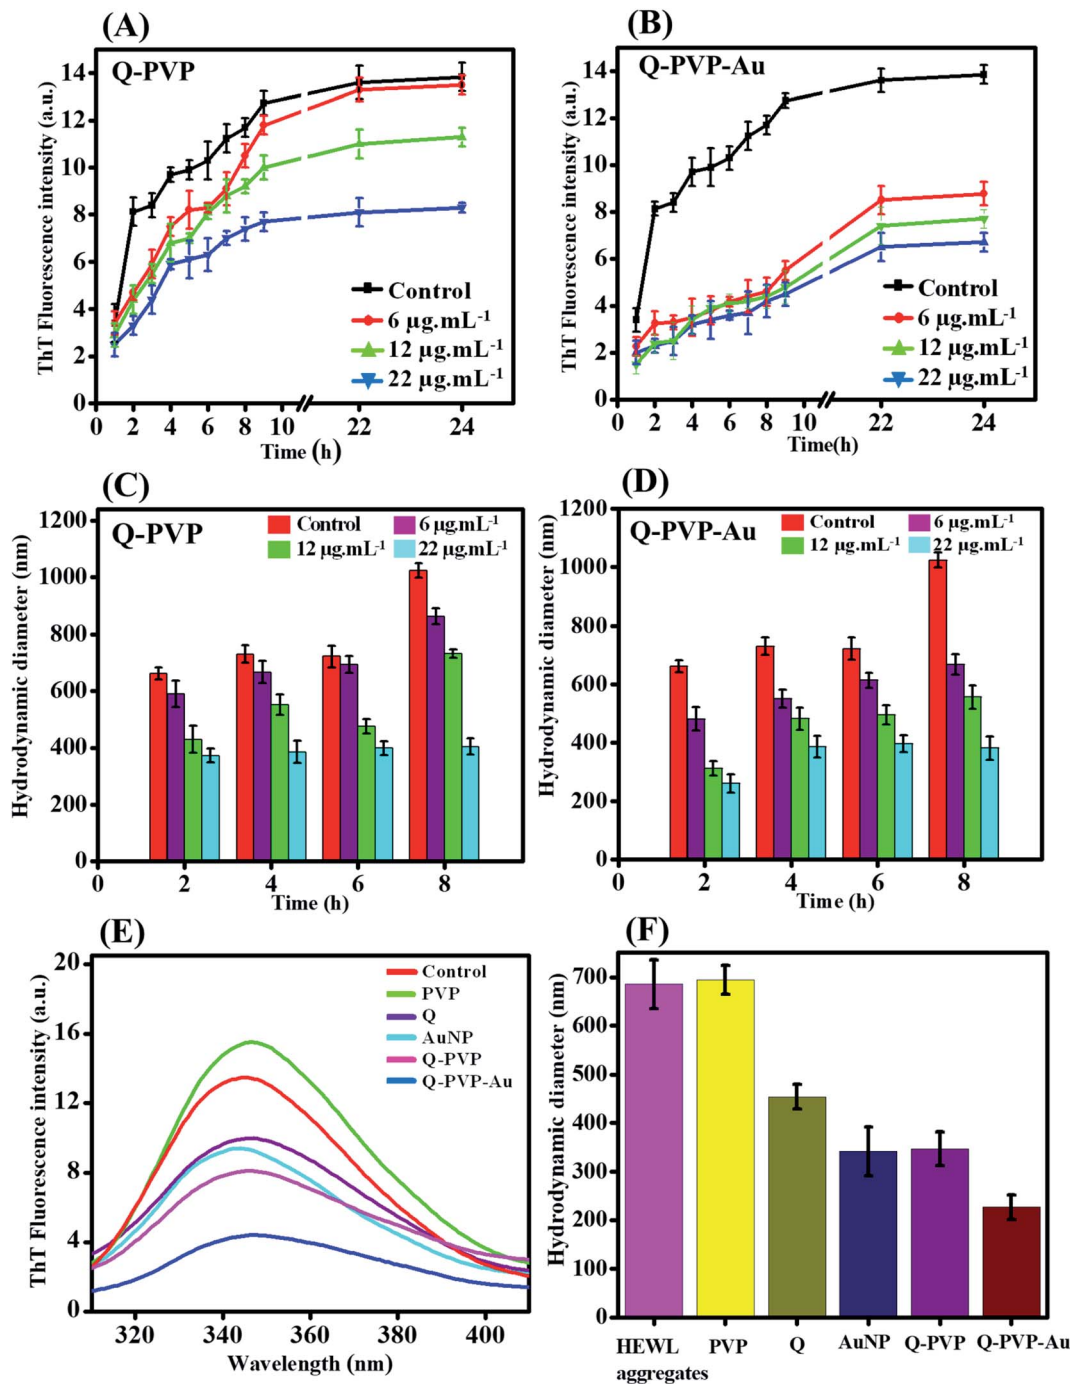 (A)
Q-PVP
ThT Fluorescence intensity (a.u.)
14
12
10
8
6
4
2
0
Control
6 µg.mL-1
12 µg.mL-1
22 µg.mL-1
0 2 4 6 8 10 22 24
Time (h)
(B)
Q-PVP-Au
ThT Fluorescence intensity (a.u.)
14
12
10
8
6
4
2
0
Control
6 µg.mL-1
12 µg.mL-1
22 µg.mL-1
0 2 4 6 8 10 22 24
Time(h)
(C)
Q-PVP
Hydrodynamic diameter (nm)
1200
1000
800
600
400
200
0
Control 6 µg.mL-1
12 µg.mL-1 22 µg.mL-1
0 2 4 6 8
Time (h)
(D)
Q-PVP-Au
Hydrodynamic diameter (nm)
1200
1000
800
600
400
200
0
Control 6 µg.mL-1
12 µg.mL-1 22 µg.mL-1
0 2 4 6 8
Time (h)
(E)
ThT Fluorescence intensity (a.u.)
20
16
12
8
4
0
Control
PVP
Q
AuNP
Q-PVP
Q-PVP-Au
320 340 360 380 400
Wavelength (nm)
(F)
Hydrodynamic diameter (nm)
700
600
500
400
300
200
100
0
HEWL PVP Q AuNP Q-PVP Q-PVP-Au
aggregates